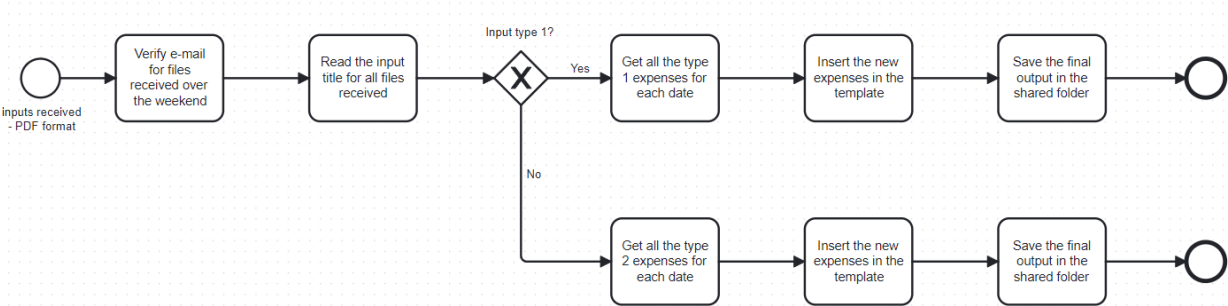 Input type 1?
Verify e-mail
for files
received over
the weekend
Read the input
title for all files
received
Yes
Get all the type
1 expenses for
each date
Insert the new
expenses in the
template
Save the final
output in the
shared folder
inputs received
- PDF format
No
Get all the type
2 expenses for
each date
Insert the new
expenses in the
template
Save the final
output in the
shared folder